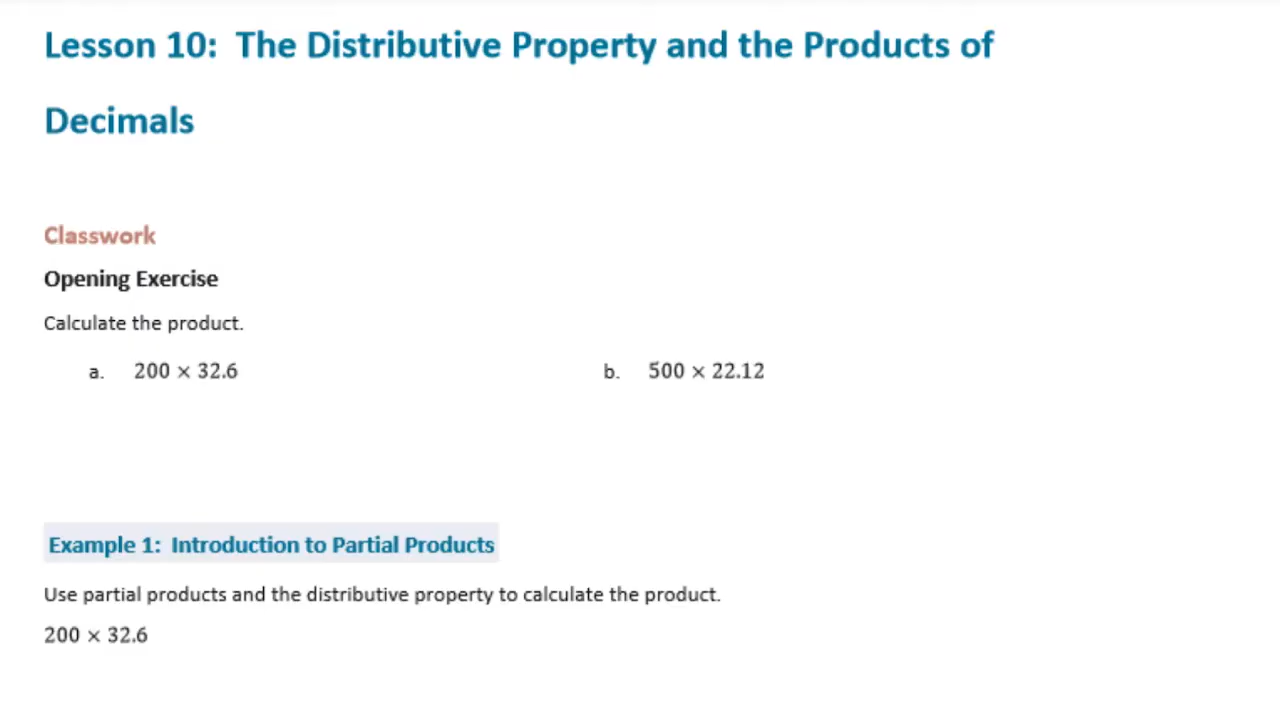 Lesson 10: The Distributive Property and the Products of
Decimals
Classwork
Opening Exercise
Calculate the product.
a. 200 × 32.6 b. 500 × 22.12
Example 1: Introduction to Partial Products
Use partial products and the distributive property to calculate the product.
200 × 32.6